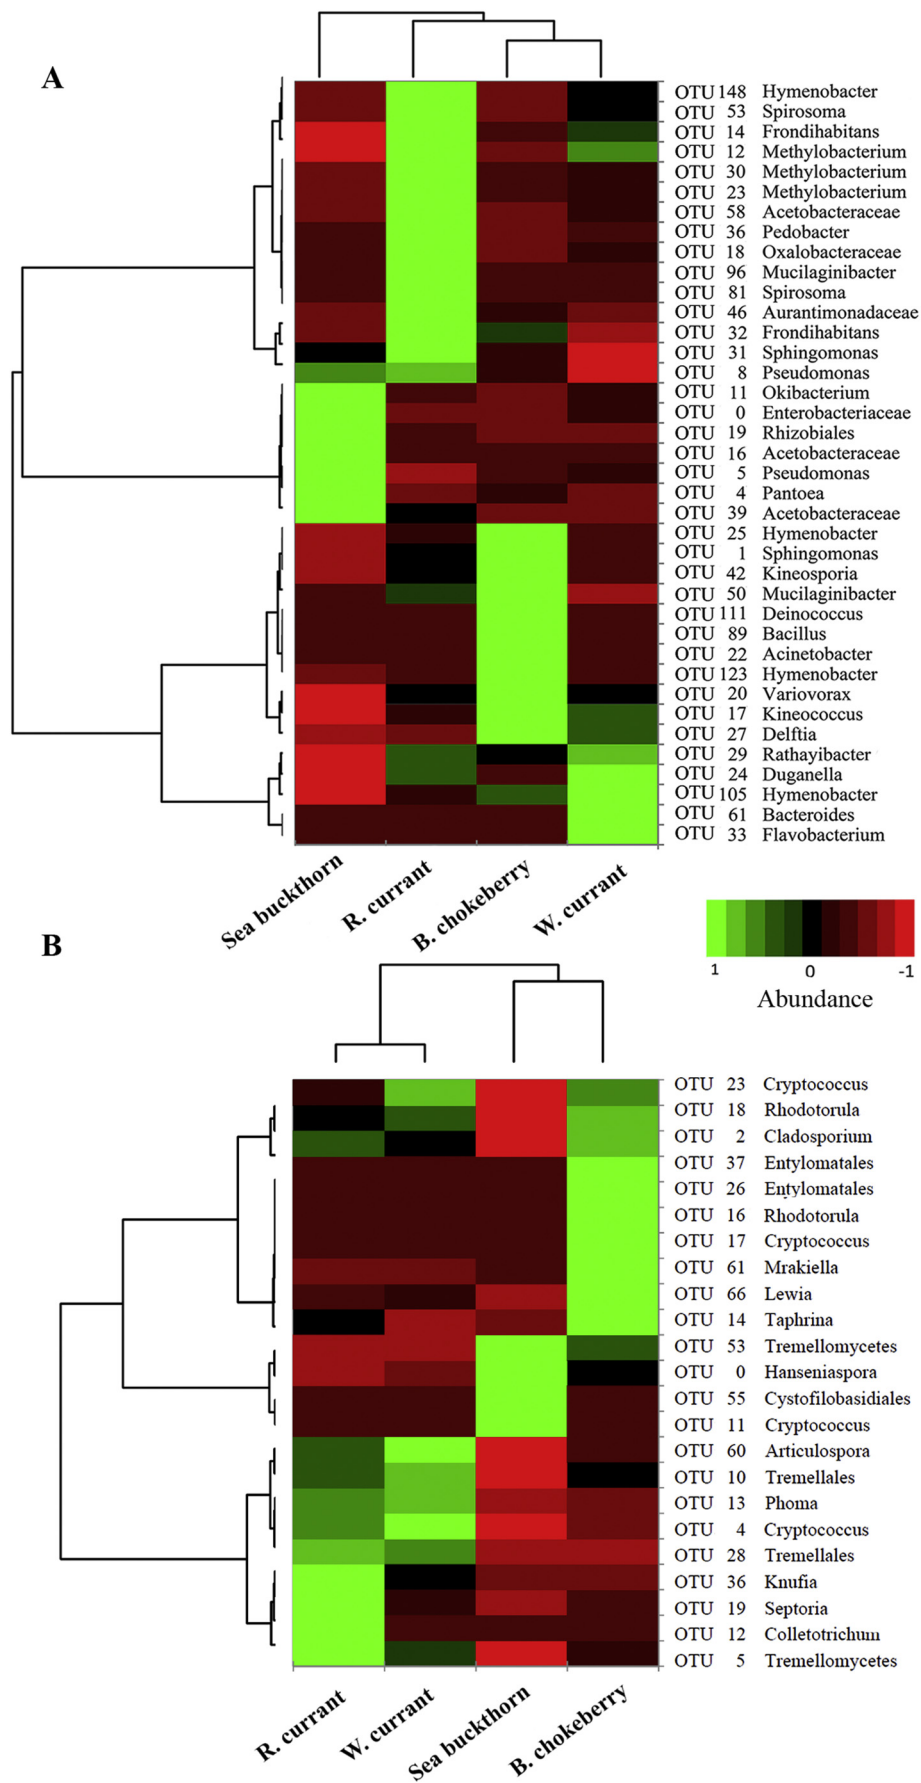 A
OTU 148 Hymenobacter
OTU 53 Spirosoma
OTU 14 Frondihabitans
OTU 12 Methylobacterium
OTU 30 Methylobacterium
OTU 23 Methylobacterium
OTU 58 Acetobacteraceae
OTU 36 Pedobacter
OTU 18 Oxalobacteraceae
OTU 96 Mucilaginibacter
OTU 81 Spirosoma
OTU 46 Aurantimonadaceae
OTU 32 Frondihabitans
OTU 31 Sphingomonas
OTU 8 Pseudomonas
OTU 11 Okibacterium
OTU 0 Enterobacteriaceae
OTU 19 Rhizobiales
OTU 16 Acetobacteraceae
OTU 5 Pseudomonas
OTU 4 Pantoea
OTU 39 Acetobacteraceae
OTU 25 Hymenobacter
OTU 1 Sphingomonas
OTU 42 Kineosporia
OTU 50 Mucilaginibacter
OTU 111 Deinococcus
OTU 89 Bacillus
OTU 22 Acinetobacter
OTU 123 Hymenobacter
OTU 20 Variovorax
OTU 17 Kineococcus
OTU 27 Delftia
OTU 29 Rathayibacter
OTU 24 Duganella
OTU 105 Hymenobacter
OTU 61 Bacteroides
OTU 33 Flavobacterium
Sea buckthorn R. currant B. chokeberry W. currant
1 0 -1
Abundance
B
OTU 23 Cryptococcus
OTU 18 Rhodotorula
OTU 2 Cladosporium
OTU 37 Entylomatales
OTU 26 Entylomatales
OTU 16 Rhodotorula
OTU 17 Cryptococcus
OTU 61 Mrakiella
OTU 66 Lewia
OTU 14 Taphrina
OTU 53 Tremellomycetes
OTU 0 Hanseniaspora
OTU 55 Cystofilobasidiales
OTU 11 Cryptococcus
OTU 60 Articulospora
OTU 10 Tremellales
OTU 13 Phoma
OTU 4 Cryptococcus
OTU 28 Tremellales
OTU 36 Knufia
OTU 19 Septoria
OTU 12 Colletotrichum
OTU 5 Tremellomycetes
R. currant W. currant Sea buckthorn B. chokeberry